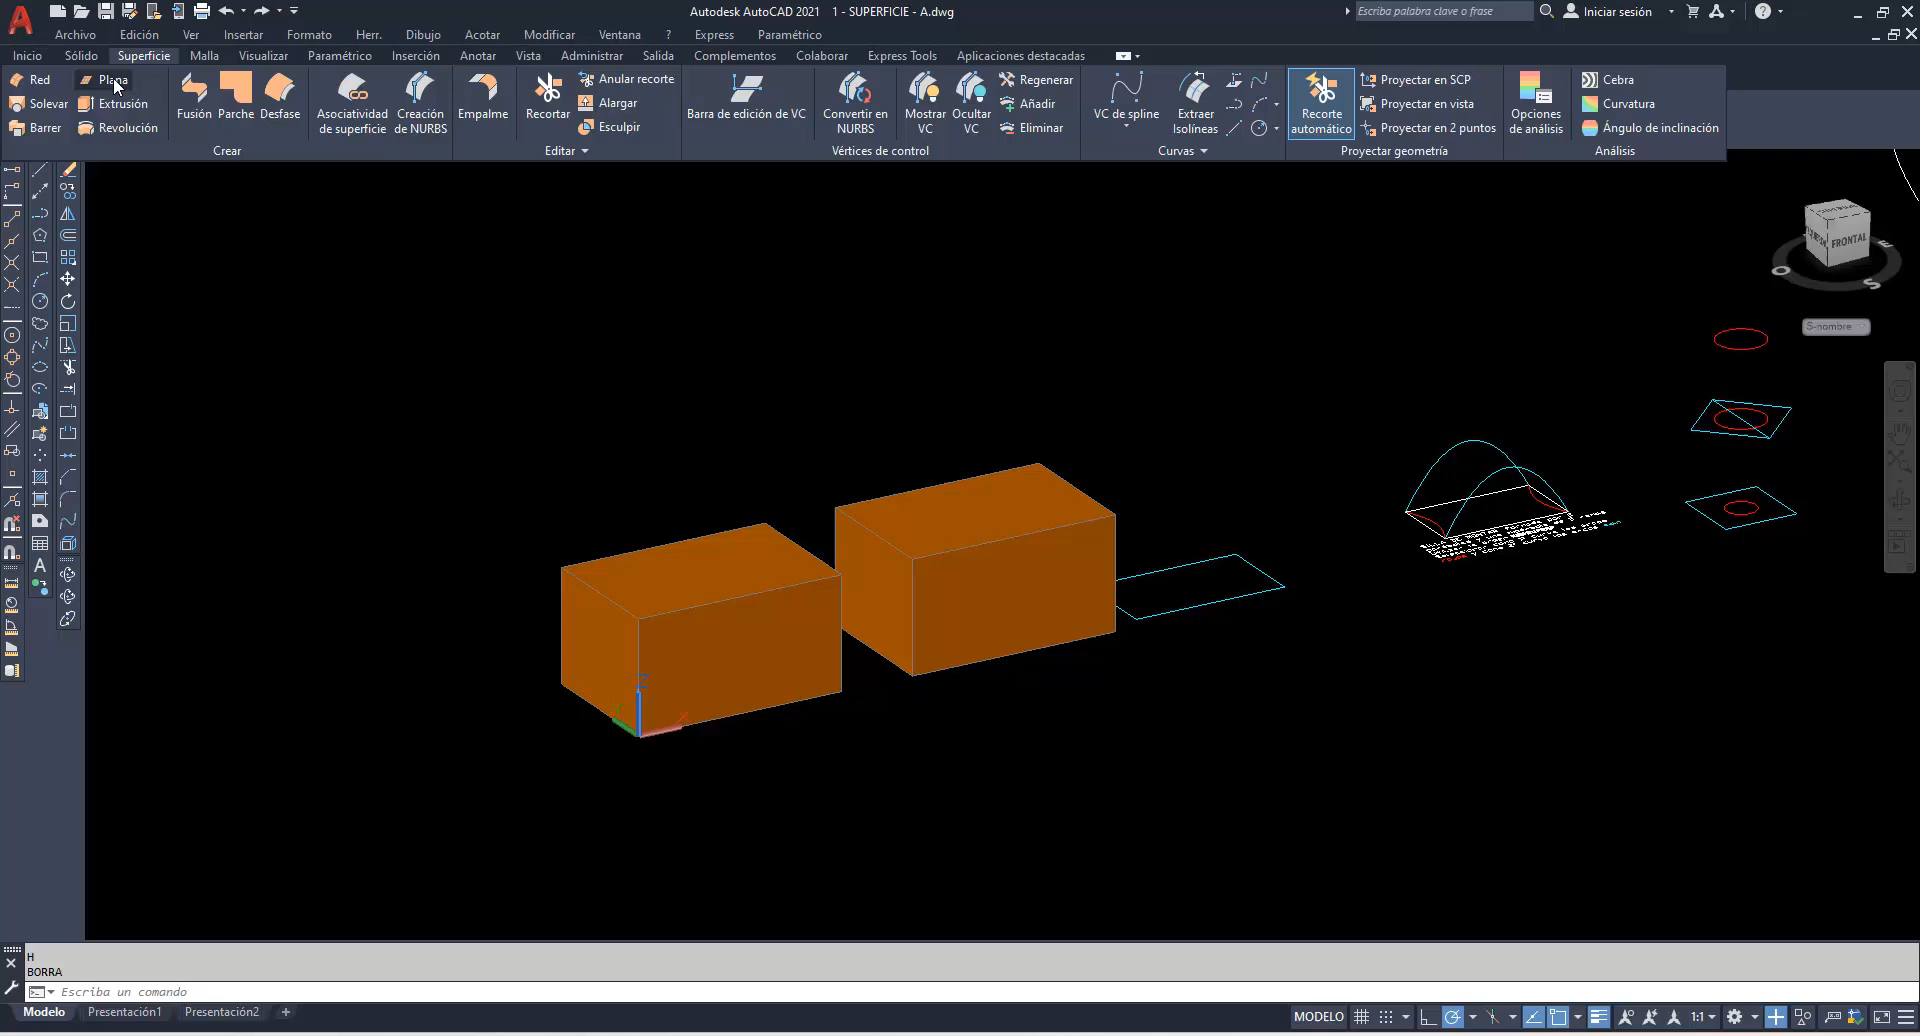 Autodesk AutoCAD 2021 1 - SUPERFICIE - A.dwg
Escriba palabra clave o frase
Iniciar sesión
Archivo Edición Ver Insertar Formato Herr. Dibujo Acotar Modificar Ventana ? Express Paramétrico
Inicio Sólido Superficie Malla Visualizar Paramétrico Inserción Anotar Vista Administrar Salida Complementos Colaborar Express Tools Aplicaciones destacadas
Red Plana
Solevar Extrusión
Barrer Revolución
Fusión Parche Desfase
Asociatividad de superficie
Creación de NURBS
Crear
Empalme
Recortar
Anular recorte
Alargar
Esculpir
Editar
Barra de edición de VC
Convertir en NURBS
Mostrar VC
Ocultar VC
Regenerar
Añadir
Eliminar
Vértices de control
VC de spline
Extraer Isolíneas
Curvas
Recorte automático
Proyectar en SCP
Proyectar en vista
Proyectar en 2 puntos
Proyectar geometría
Opciones de análisis
Cebra
Curvatura
Ángulo de inclinación
Análisis
FRONTAL
E
O
S
S-nombre
Z
Y
X
A
H
BORRA
Escriba un comando
Modelo Presentación1 Presentación2 +
MODELO 1:1